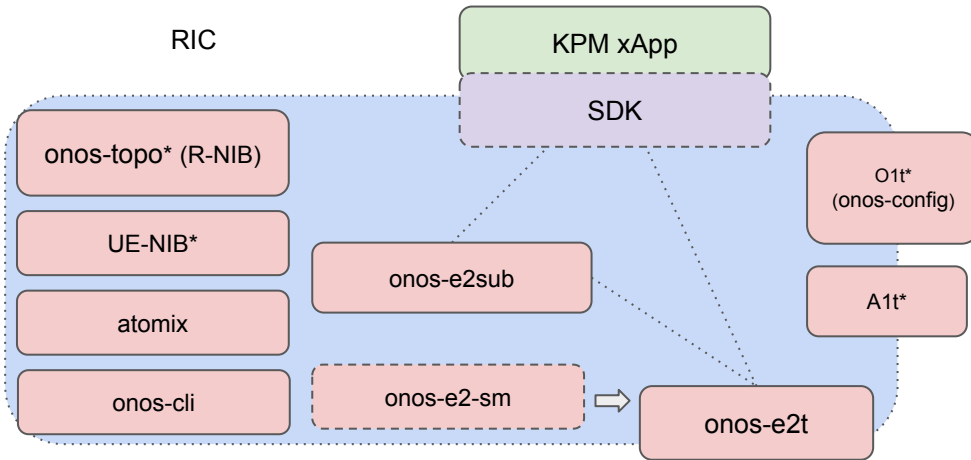 RIC
KPM xApp
SDK
onos-topo* (R-NIB)
O1t*
(onos-config)
UE-NIB*
onos-e2sub
A1t*
atomix
onos-cli
onos-e2-sm
onos-e2t